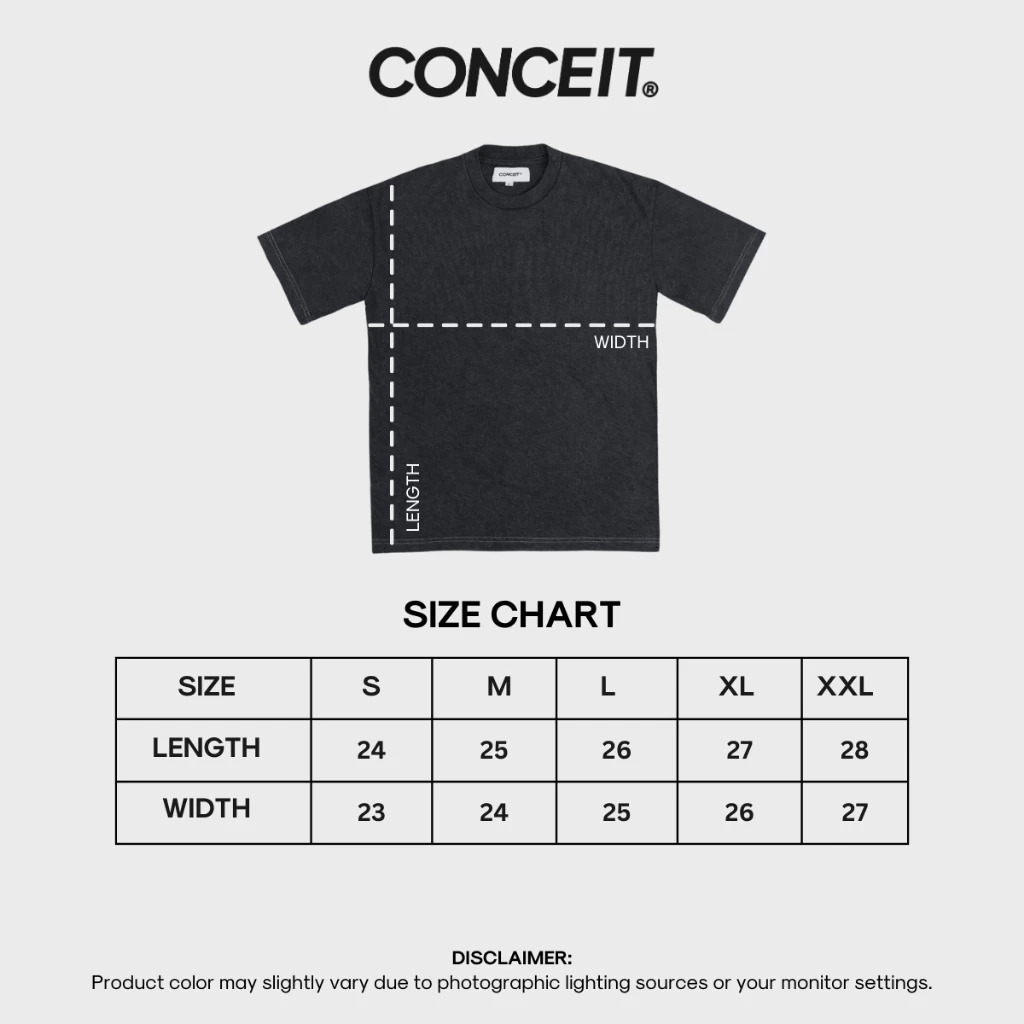 CONCEIT®
CONCEIT®
WIDTH
LENGTH
SIZE CHART
SIZE S M L XL XXL
LENGTH 24 25 26 27 28
WIDTH 23 24 25 26 27
DISCLAIMER:
Product color may slightly vary due to photographic lighting sources or your monitor settings.